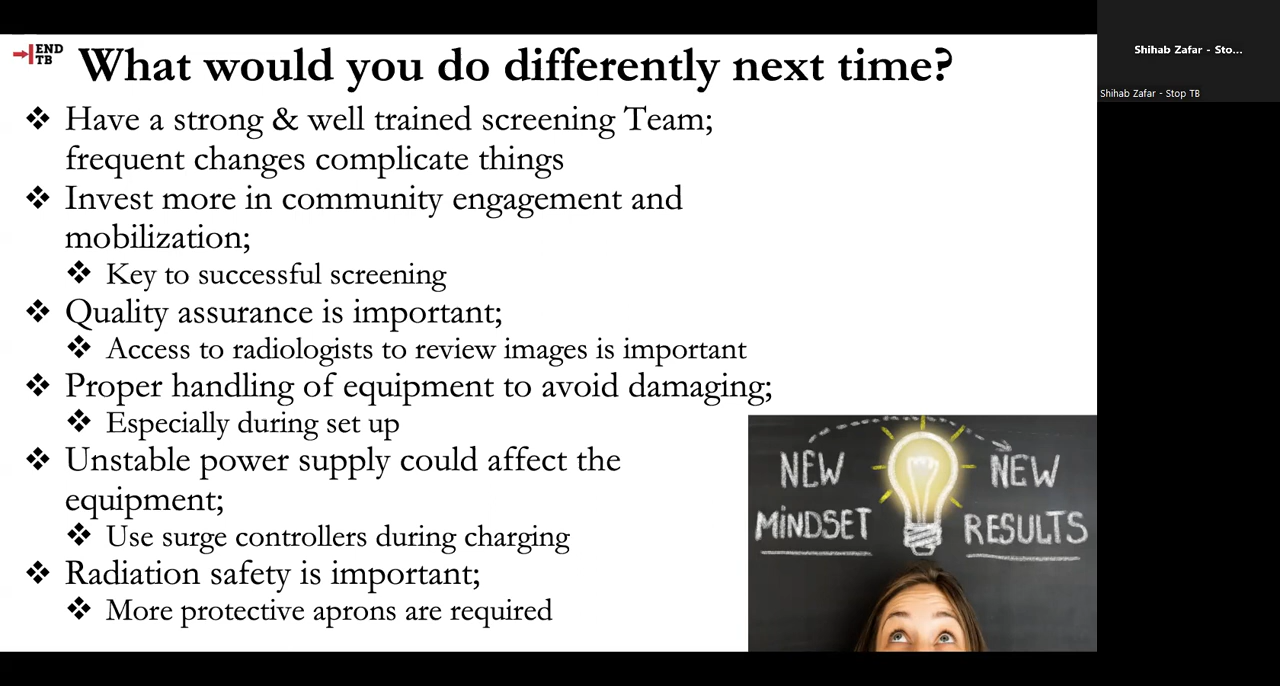 END
TB
What would you do differently next time?
❖ Have a strong & well trained screening Team;
frequent changes complicate things
❖ Invest more in community engagement and
mobilization;
❖ Key to successful screening
❖ Quality assurance is important;
❖ Access to radiologists to review images is important
❖ Proper handling of equipment to avoid damaging;
❖ Especially during set up
❖ Unstable power supply could affect the
equipment;
❖ Use surge controllers during charging
❖ Radiation safety is important;
❖ More protective aprons are required
NEW
MINDSET
NEW
RESULTS
Shihab Zafar - Sto...
Shihab Zafar - Stop TB